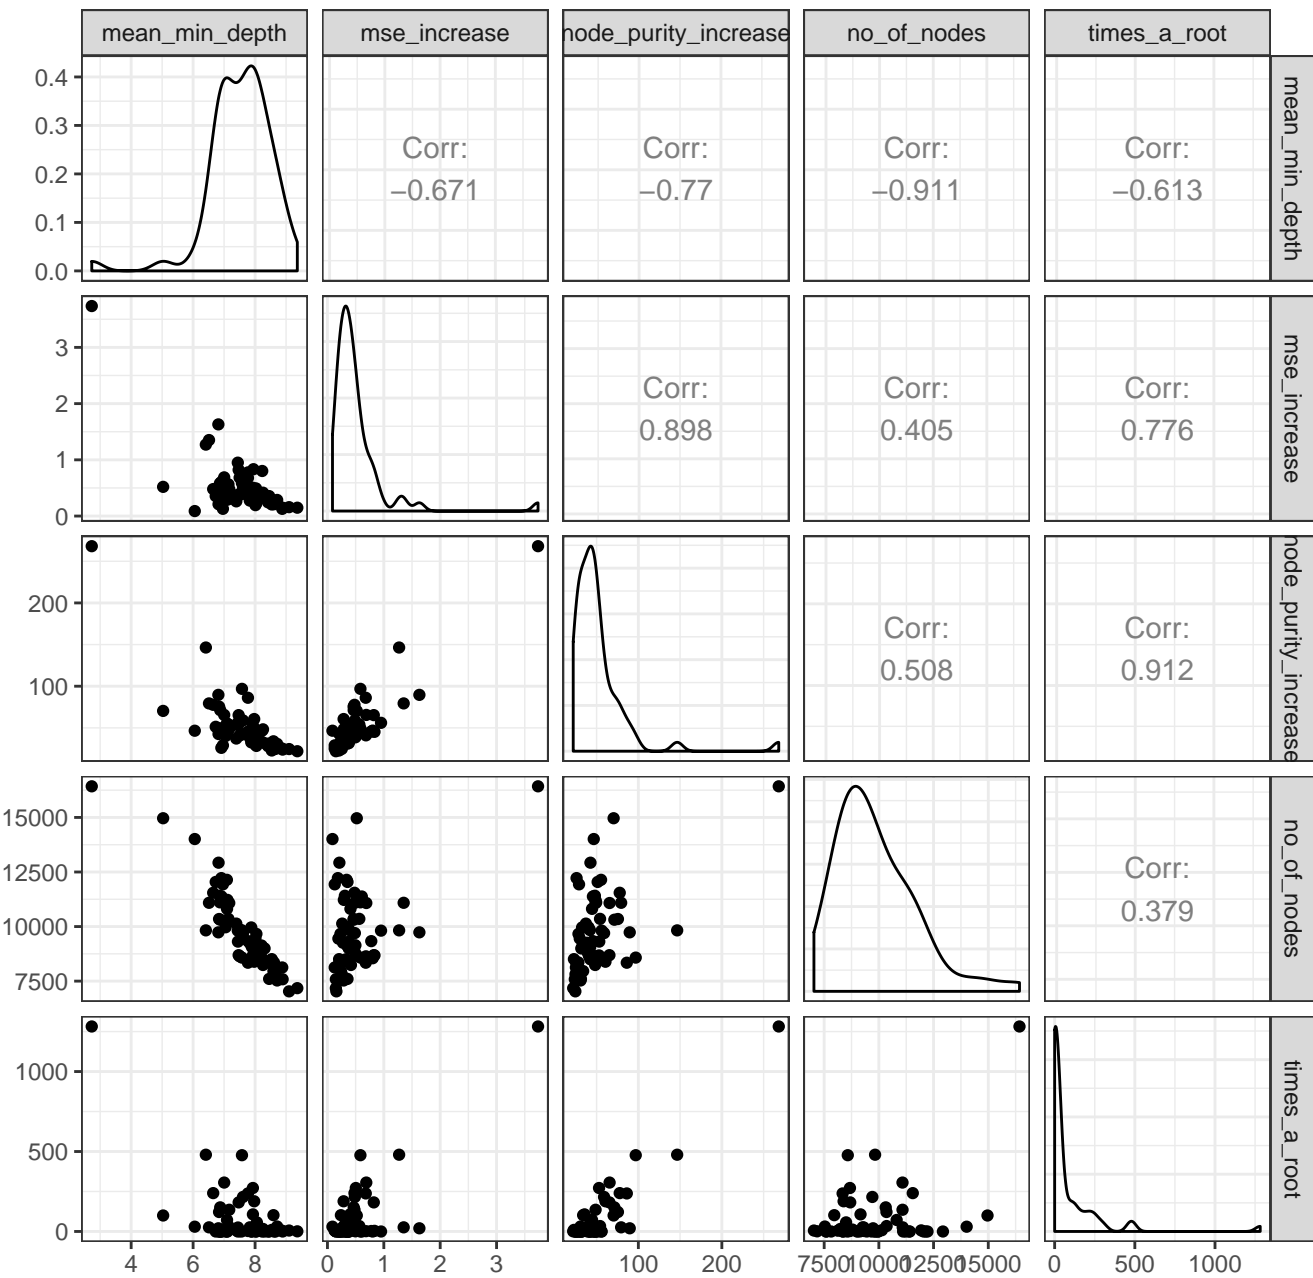 mean_min_depth mse_increase node_purity_increase no_of_nodes times_a_root
0.4
0.3
0.2
0.1
0.0
Corr:
−0.671
Corr:
−0.77
Corr:
−0.911
Corr:
−0.613
mean_min_depth
3
2
1
0
Corr:
0.898
Corr:
0.405
Corr:
0.776
mse_increase
200
100
Corr:
0.508
Corr:
0.912
node_purity_increase
15000
12500
10000
7500
Corr:
0.379
no_of_nodes
1000
500
0
times_a_root
4 6 8 0 1 2 3 100 200 7500 10000 12500 15000 0 500 1000